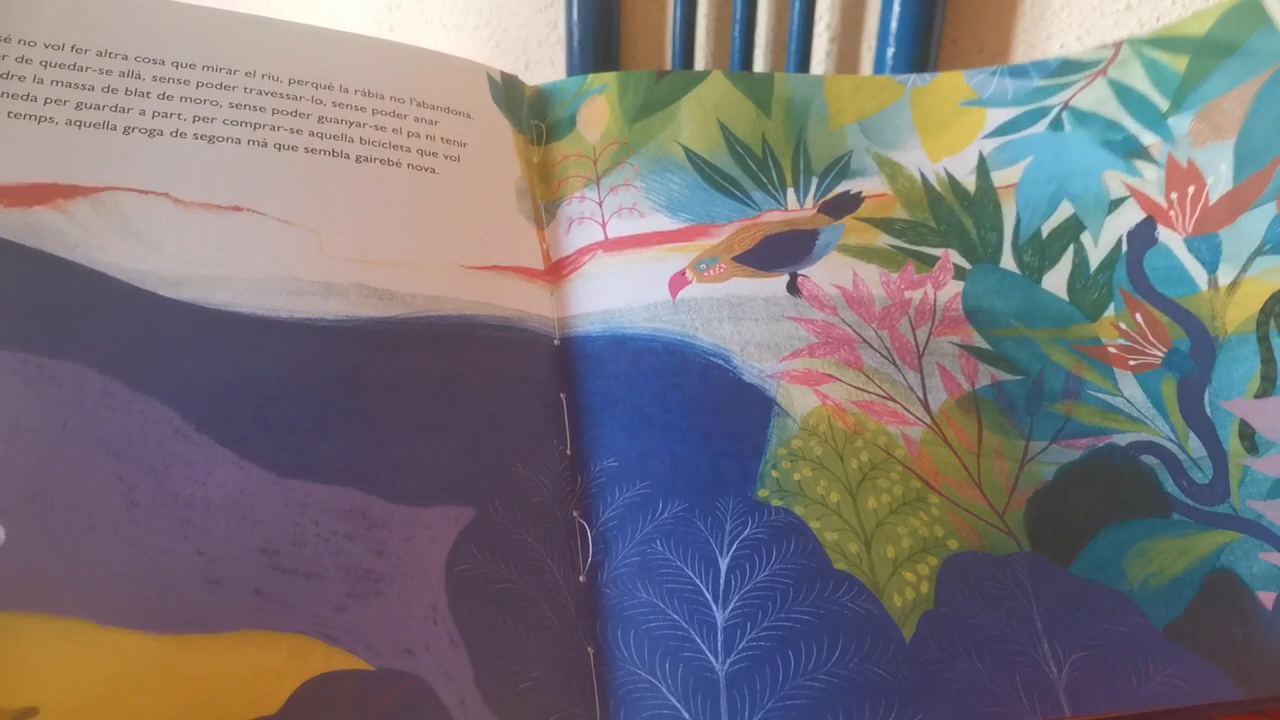 sé no vol fer altra cosa que mirar el riu, perquè la ràbia no l'abandona.
r de quedar-se allà, sense poder travessar-lo, sense poder anar
dre la massa de blat de moro, sense poder guanyar-se el pa ni tenir
neda per guardar a part, per comprar-se aquella bicicleta que vol
temps, aquella groga de segona mà que sembla gairebé nova.